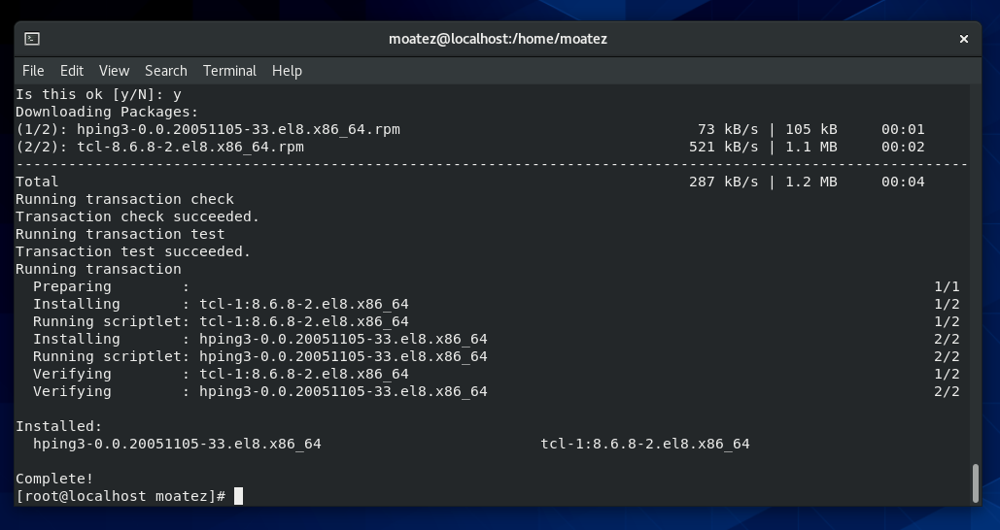 moatez@localhost:/home/moatez
File Edit View Search Terminal Help
Is this ok [y/N]: y
Downloading Packages:
(1/2): hping3-0.0.20051105-33.el8.x86_64.rpm 73 kB/s | 105 kB 00:01
(2/2): tcl-8.6.8-2.el8.x86_64.rpm 521 kB/s | 1.1 MB 00:02
--------------------------------------------------------------------------------
Total 287 kB/s | 1.2 MB 00:04
Running transaction check
Transaction check succeeded.
Running transaction test
Transaction test succeeded.
Running transaction
Preparing : 1/1
Installing : tcl-1:8.6.8-2.el8.x86_64 1/2
Running scriptlet: tcl-1:8.6.8-2.el8.x86_64 1/2
Installing : hping3-0.0.20051105-33.el8.x86_64 2/2
Running scriptlet: hping3-0.0.20051105-33.el8.x86_64 2/2
Verifying : tcl-1:8.6.8-2.el8.x86_64 1/2
Verifying : hping3-0.0.20051105-33.el8.x86_64 2/2
Installed:
hping3-0.0.20051105-33.el8.x86_64 tcl-1:8.6.8-2.el8.x86_64
Complete!
[root@localhost moatez]#